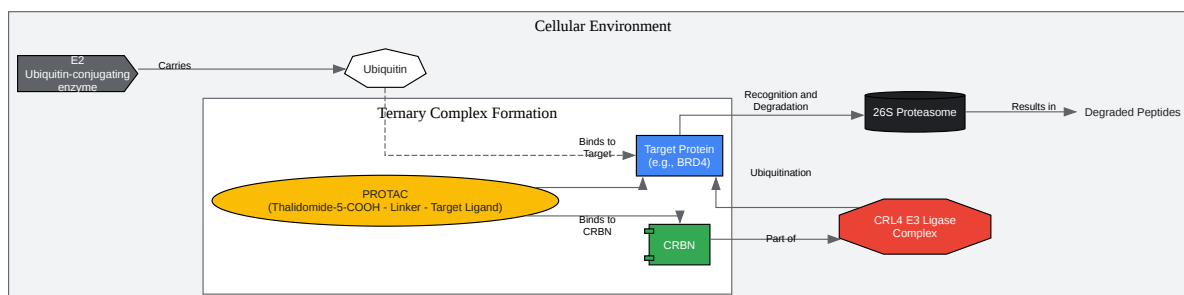 Cellular Environment
E2
Ubiquitin-conjugating
enzyme
Carries
Ubiquitin
Ternary Complex Formation
Recognition and
Degradation
26S Proteasome
Results in
Degraded Peptides
Binds to
Target
Target Protein
(e.g., BRD4)
Ubiquitination
PROTAC
(Thalidomide-5-COOH - Linker - Target Ligand)
Binds to
CRBN
CRBN
Part of
CRL4 E3 Ligase
Complex